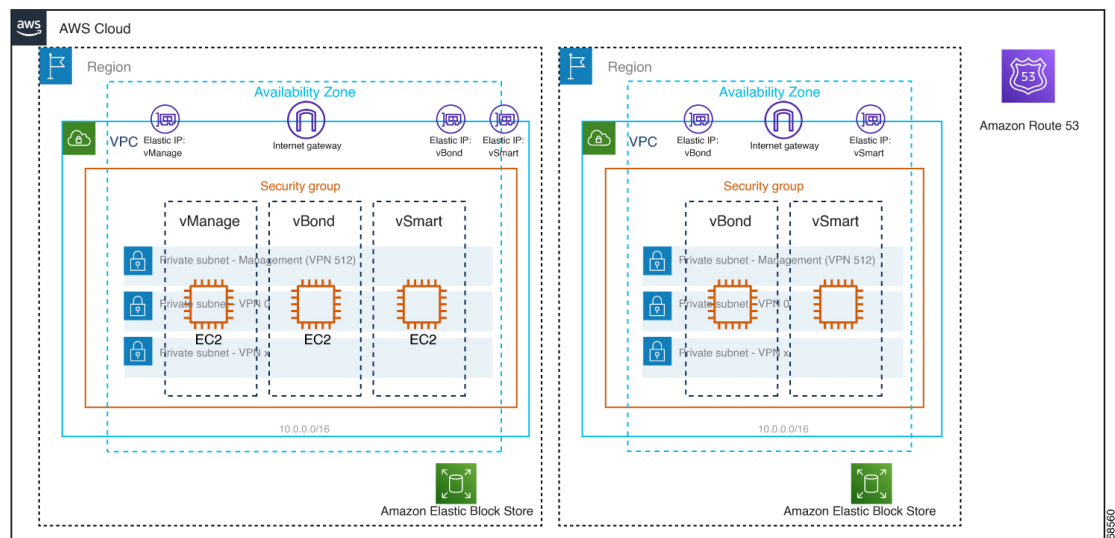 aws
AWS Cloud
Region
Availability Zone
VPC
Elastic IP:
vManage
Internet gateway
Elastic IP:
vBond
Elastic IP:
vSmart
Security group
vManage
vBond
vSmart
Private subnet - Management (VPN 512)
Private subnet - VPN 0
EC2
EC2
EC2
Private subnet - VPN x
10.0.0.0/16
Amazon Elastic Block Store
Region
Availability Zone
VPC
Elastic IP:
vBond
Internet gateway
Elastic IP:
vSmart
Security group
vBond
vSmart
Private subnet - Management (VPN 512)
Private subnet - VPN 0
Private subnet - VPN x
10.0.0.0/16
Amazon Elastic Block Store
53
Amazon Route 53